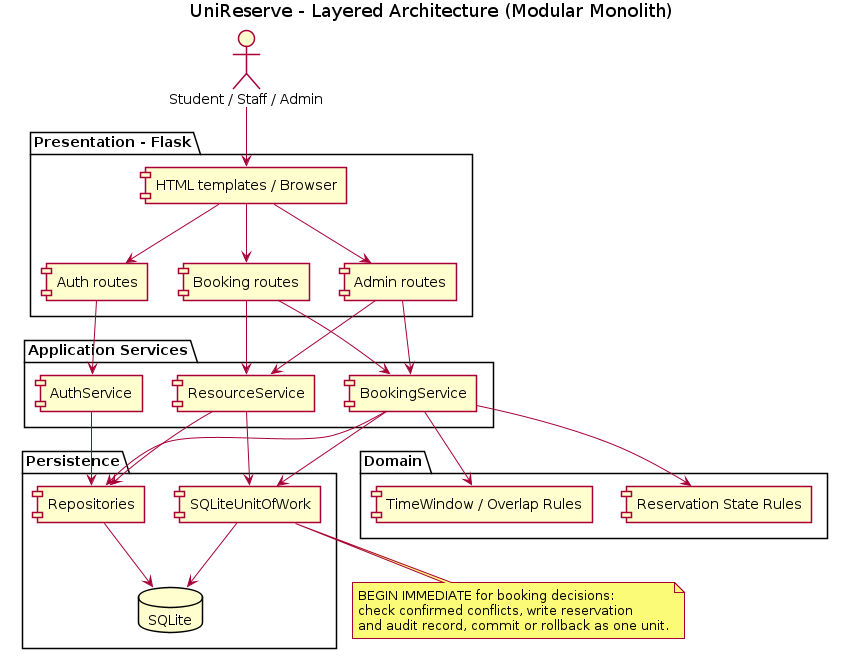 UniReserve - Layered Architecture (Modular Monolith)
Student / Staff / Admin
Presentation - Flask
HTML templates / Browser
Auth routes
Booking routes
Admin routes
Application Services
AuthService
ResourceService
BookingService
Persistence
Domain
Repositories
SQLiteUnitOfWork
TimeWindow / Overlap Rules
Reservation State Rules
SQLite
BEGIN IMMEDIATE for booking decisions:
check confirmed conflicts, write reservation
and audit record, commit or rollback as one unit.